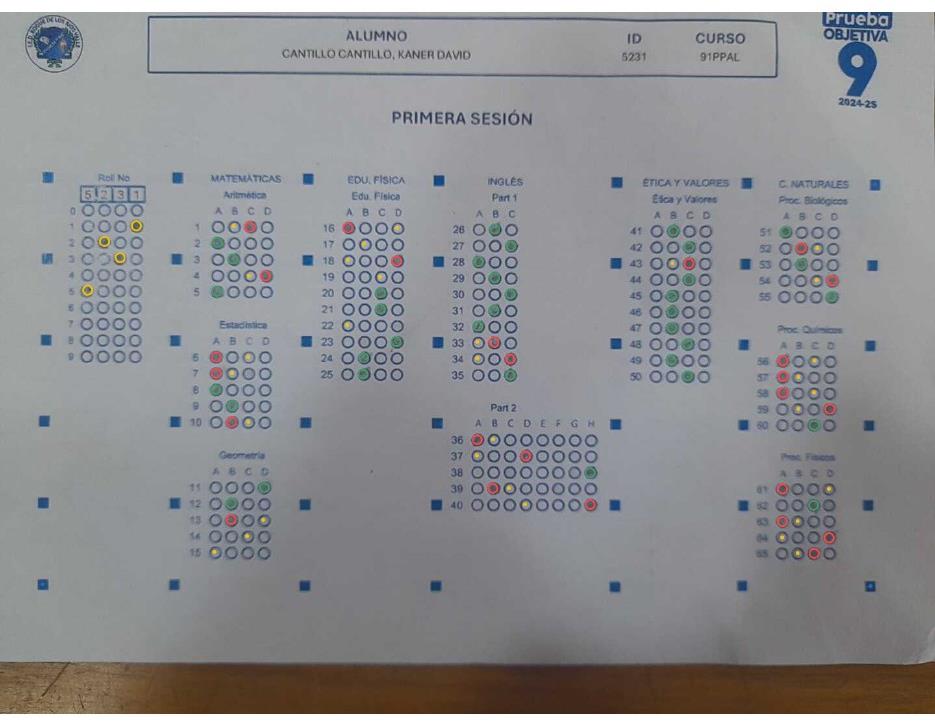 ALUMNO
CANTILLO CANTILLO, KANER DAVID
ID
5231
CURSO
91PPAL
Prueba
OBJETIVA
9
2024-25
PRIMERA SESIÓN
Roll No
5 2 3 1
0
1
2
3
4
5
6
7
8
9
MATEMÁTICAS
Aritmética
A B C D
1
2
3
4
5
Estadística
A B C D
6
7
8
9
10
Geometría
A B C D
11
12
13
14
15
EDU. FÍSICA
Edu. Física
A B C D
16
17
18
19
20
21
22
23
24
25
INGLÉS
Part 1
A B C
26
27
28
29
30
31
32
33
34
35
Part 2
A B C D E F G H
36
37
38
39
40
ÉTICA Y VALORES
Ética y Valores
A B C D
41
42
43
44
45
46
47
48
49
50
C. NATURALES
Proc. Biológicos
A B C D
51
52
53
54
55
Proc. Químicos
A B C D
56
57
58
59
60
Proc. Físicos
A B C D
61
62
63
64
65